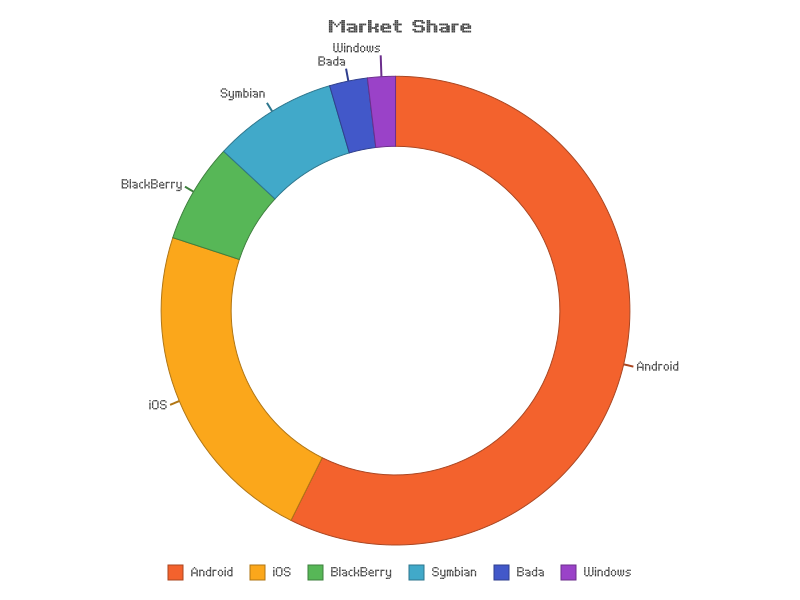 Market Share
Windows
Bada
Symbian
BlackBerry
Android
iOS
Android iOS BlackBerry Symbian Bada Windows